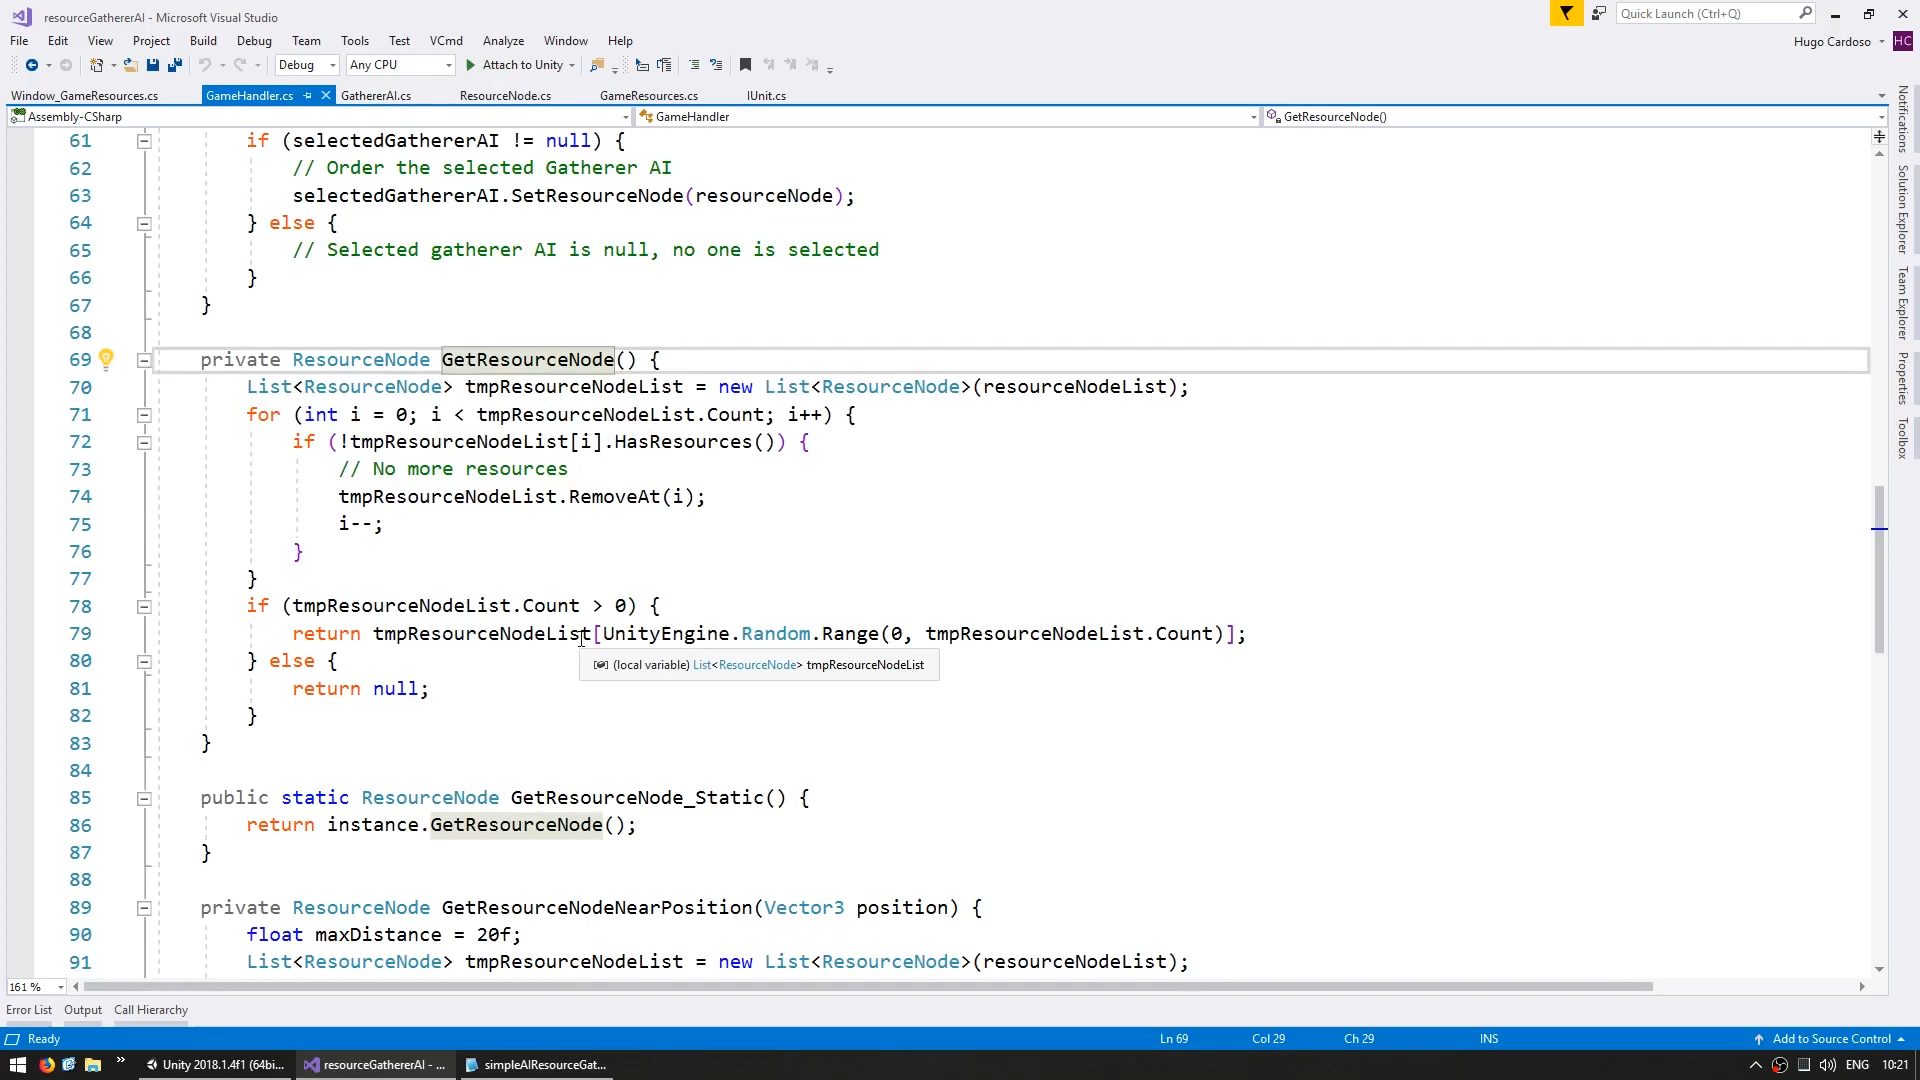 resourceGathererAI - Microsoft Visual Studio
Quick Launch (Ctrl+Q)
File Edit View Project Build Debug Team Tools Test VCmd Analyze Window Help
Hugo Cardoso HC
Debug Any CPU Attach to Unity
Window_GameResources.cs GameHandler.cs GathererAI.cs ResourceNode.cs GameResources.cs IUnit.cs
Assembly-CSharp GameHandler GetResourceNode()
61 if (selectedGathererAI != null) {
62 // Order the selected Gatherer AI
63 selectedGathererAI.SetResourceNode(resourceNode);
64 } else {
65 // Selected gatherer AI is null, no one is selected
66 }
67 }
68
69 private ResourceNode GetResourceNode() {
70 List<ResourceNode> tmpResourceNodeList = new List<ResourceNode>(resourceNodeList);
71 for (int i = 0; i < tmpResourceNodeList.Count; i++) {
72 if (!tmpResourceNodeList[i].HasResources()) {
73 // No more resources
74 tmpResourceNodeList.RemoveAt(i);
75 i--;
76 }
77 }
78 if (tmpResourceNodeList.Count > 0) {
79 return tmpResourceNodeList[UnityEngine.Random.Range(0, tmpResourceNodeList.Count)];
80 } else {
(local variable) List<ResourceNode> tmpResourceNodeList
81 return null;
82 }
83 }
84
85 public static ResourceNode GetResourceNode_Static() {
86 return instance.GetResourceNode();
87 }
88
89 private ResourceNode GetResourceNodeNearPosition(Vector3 position) {
90 float maxDistance = 20f;
91 List<ResourceNode> tmpResourceNodeList = new List<ResourceNode>(resourceNodeList);
161 %
Error List Output Call Hierarchy
Ready Ln 69 Col 29 Ch 29 INS Add to Source Control
Unity 2018.1.4f1 (64bi... resourceGathererAI - ... simpleAIResourceGat... ENG 10:21
Notifications
Solution Explorer
Team Explorer
Properties
Toolbox